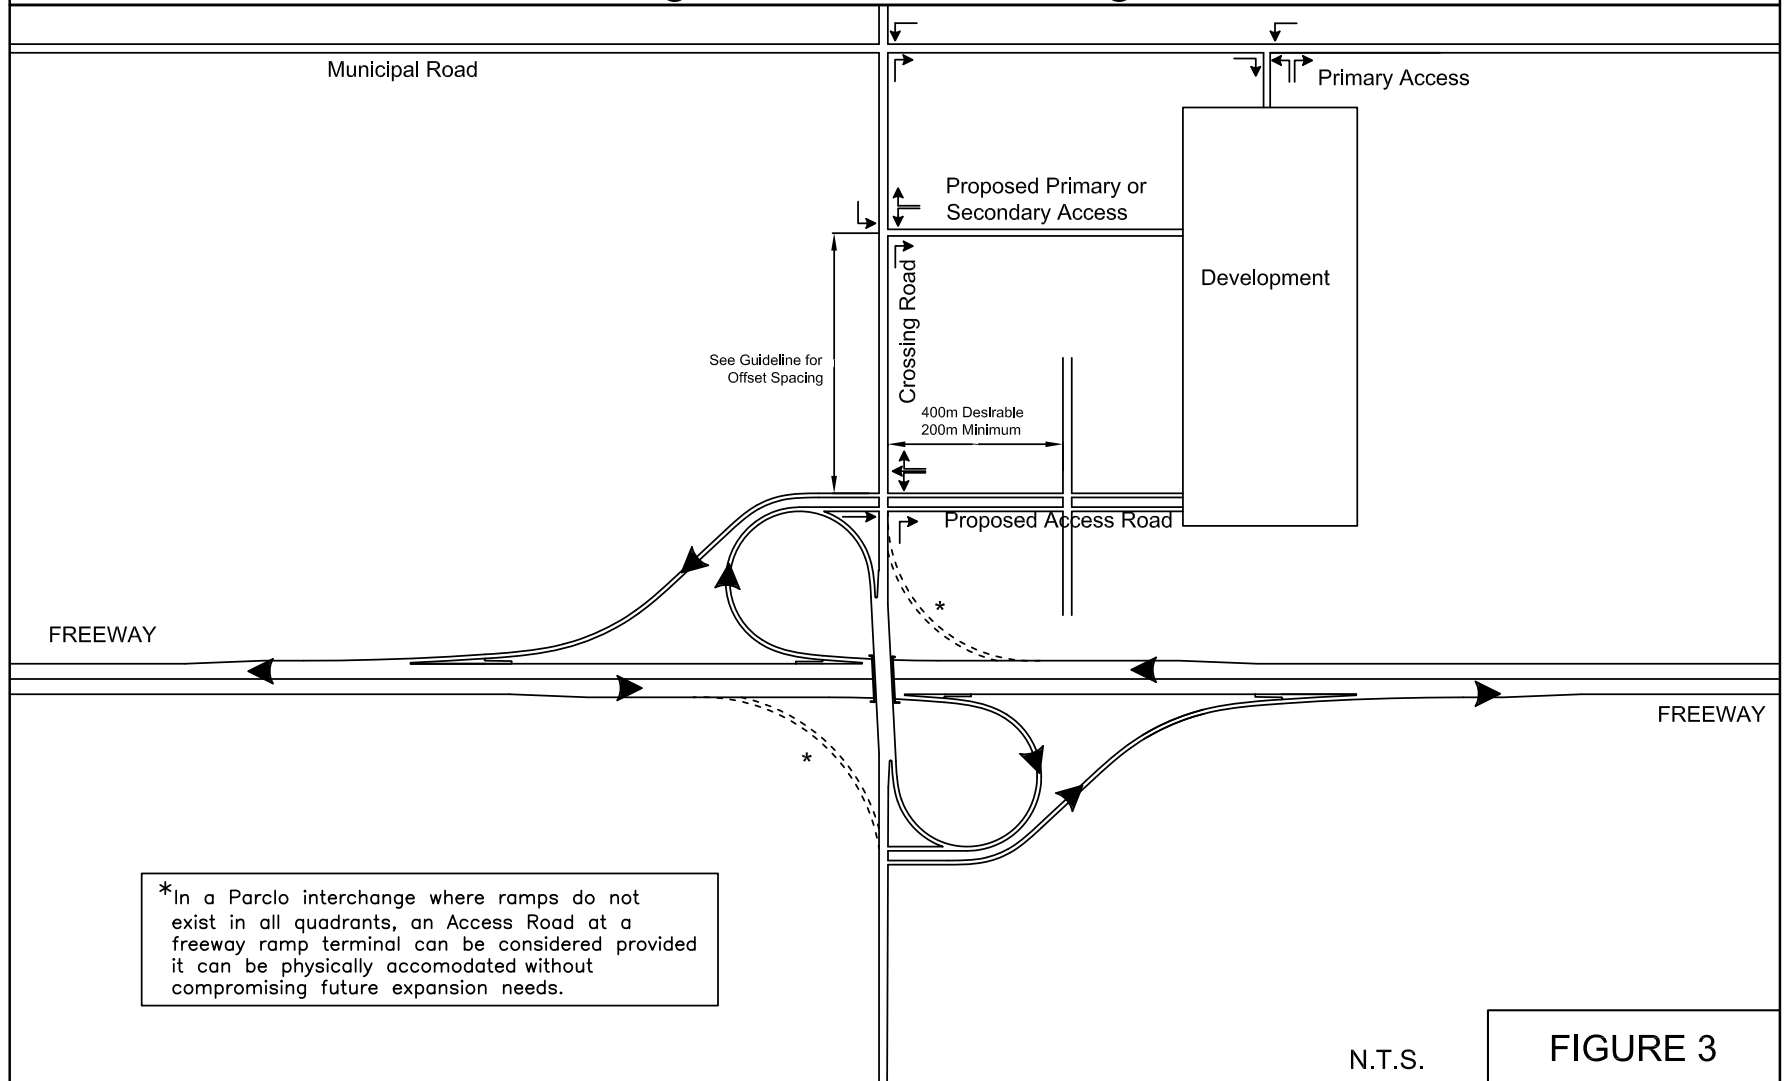 Municipal Road
Primary Access
Proposed Primary or
Secondary Access
Development
Crossing Road
See Guideline for
Offset Spacing
400m Desirable
200m Minimum
Proposed Access Road
*
FREEWAY
FREEWAY
*
*In a Parclo interchange where ramps do not
exist in all quadrants, an Access Road at a
freeway ramp terminal can be considered provided
it can be physically accomodated without
compromising future expansion needs.
N.T.S.
FIGURE 3